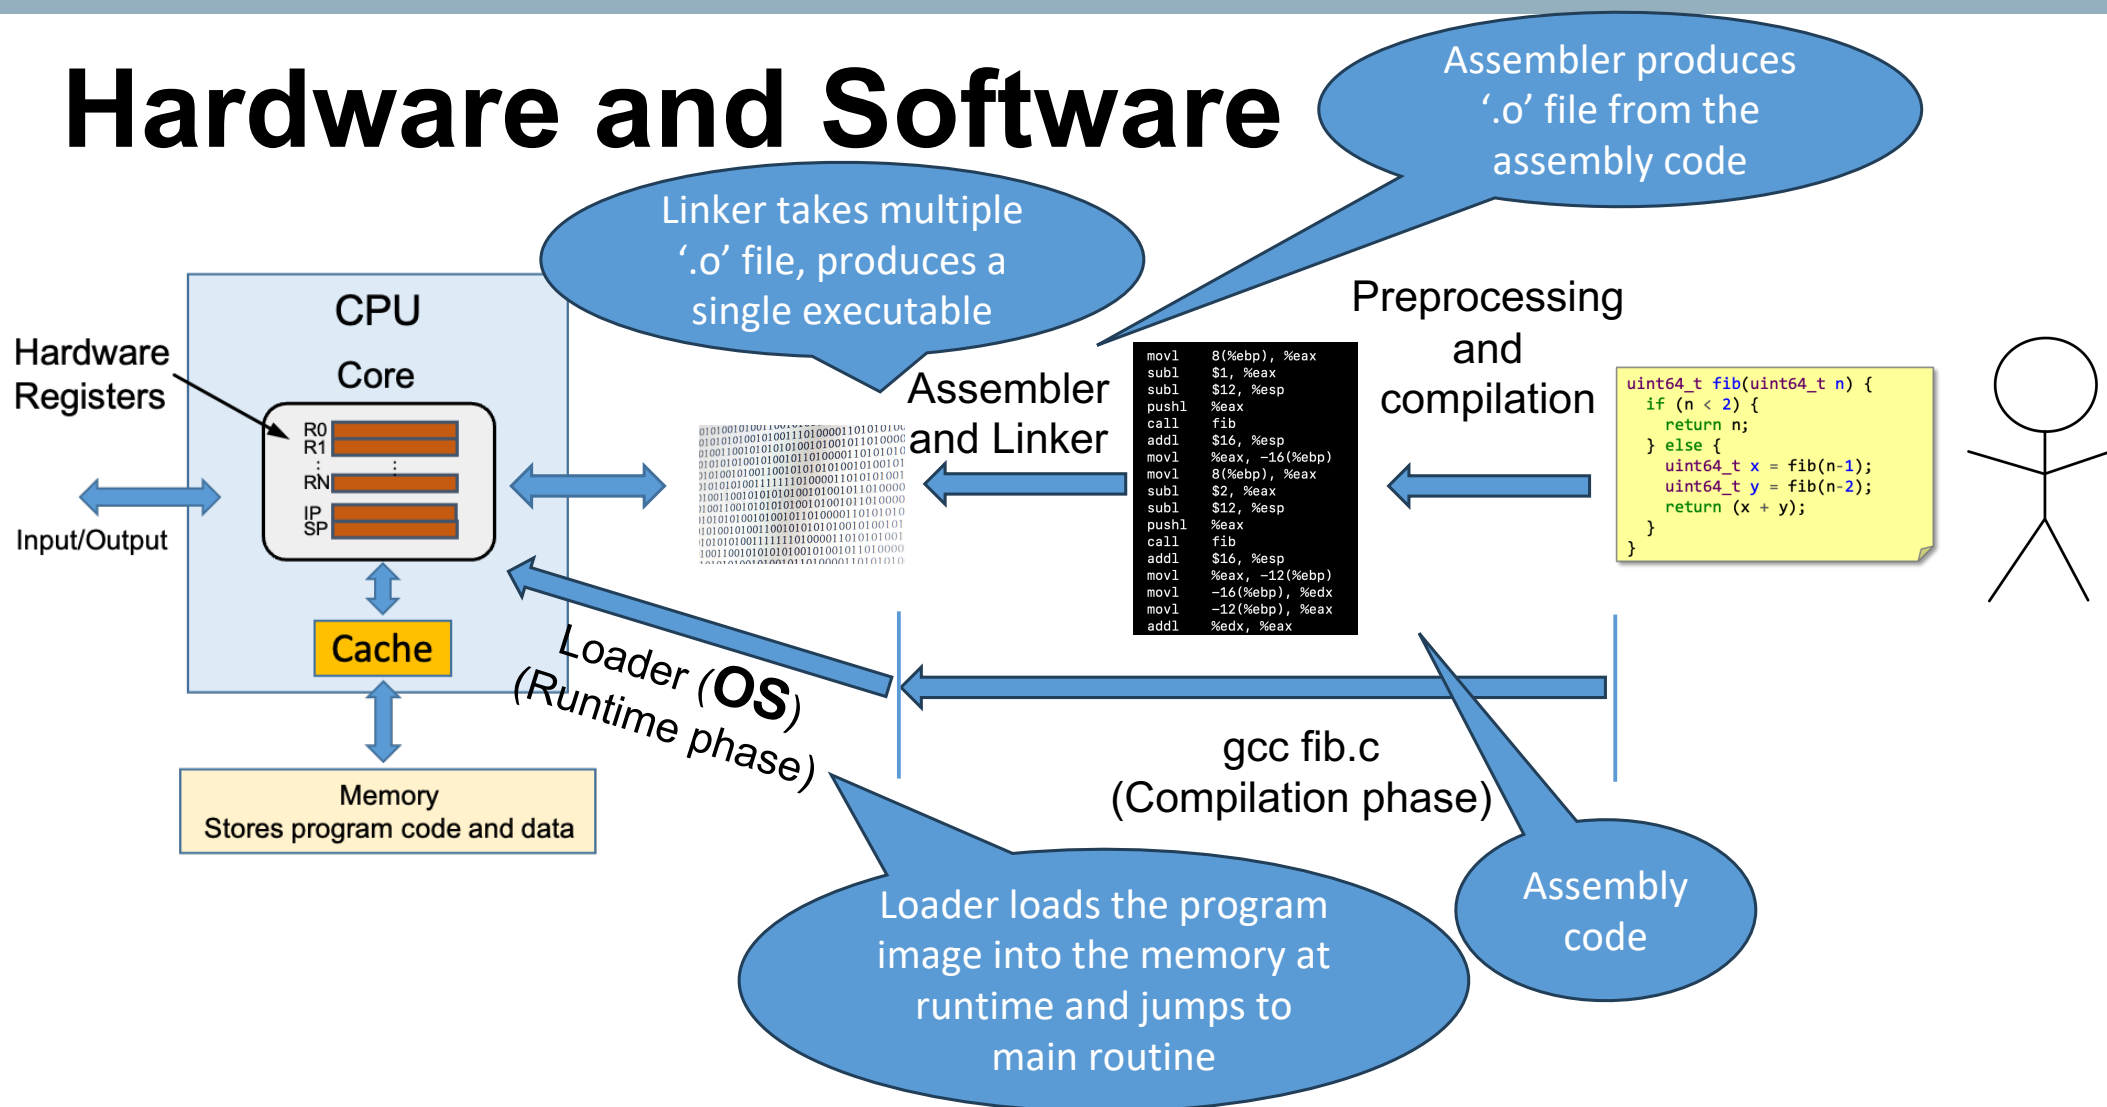 Hardware and Software
Assembler produces
‘.o’ file from the
assembly code
Linker takes multiple
‘.o’ file, produces a
single executable
CPU
Core
Hardware
Registers
R0
R1
RN
IP
SP
Input/Output
Cache
Memory
Stores program code and data
Assembler
and Linker
movl 8(%ebp), %eax
subl $1, %eax
subl $12, %esp
pushl %eax
call fib
addl $16, %esp
movl %eax, -16(%ebp)
movl 8(%ebp), %eax
subl $2, %eax
subl $12, %esp
pushl %eax
call fib
addl $16, %esp
movl %eax, -12(%ebp)
movl -16(%ebp), %edx
movl -12(%ebp), %eax
addl %edx, %eax
Preprocessing
and
compilation
uint64_t fib(uint64_t n) {
if (n < 2) {
return n;
} else {
uint64_t x = fib(n-1);
uint64_t y = fib(n-2);
return (x + y);
}
}
Loader (OS)
(Runtime phase)
gcc fib.c
(Compilation phase)
Loader loads the program
image into the memory at
runtime and jumps to
main routine
Assembly
code